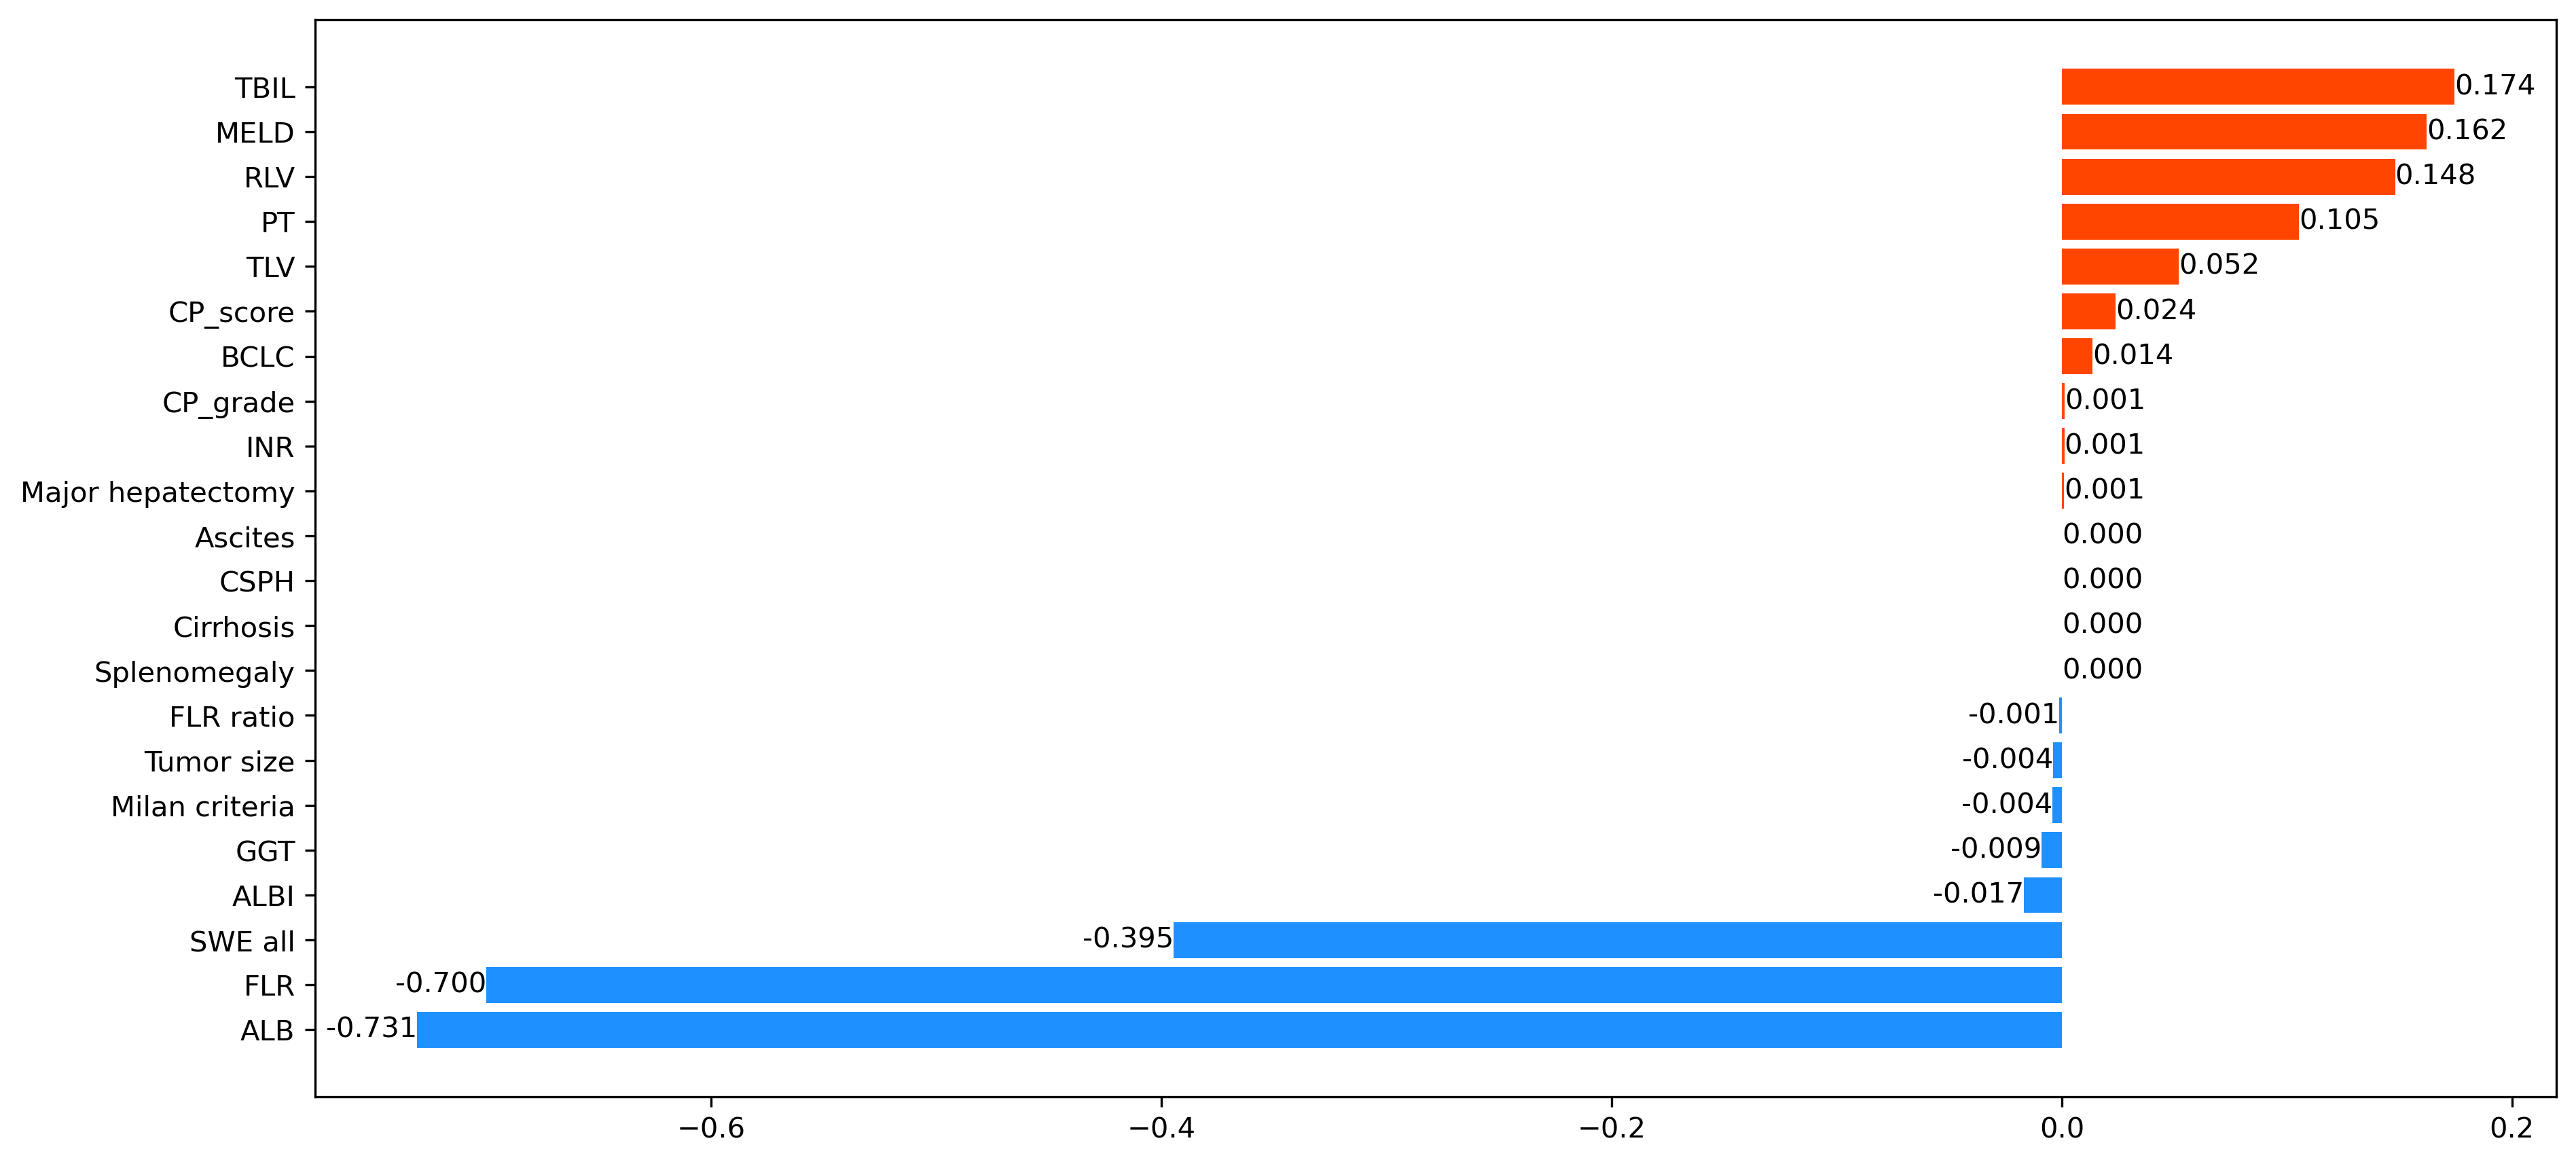 TBIL 0.174
MELD 0.162
RLV 0.148
PT 0.105
TLV 0.052
CP_score 0.024
BCLC 0.014
CP_grade 0.001
INR 0.001
Major hepatectomy 0.001
Ascites 0.000
CSPH 0.000
Cirrhosis 0.000
Splenomegaly 0.000
FLR ratio -0.001
Tumor size -0.004
Milan criteria -0.004
GGT -0.009
ALBI -0.017
SWE all -0.395
FLR -0.700
ALB -0.731
−0.6 −0.4 −0.2 0.0 0.2